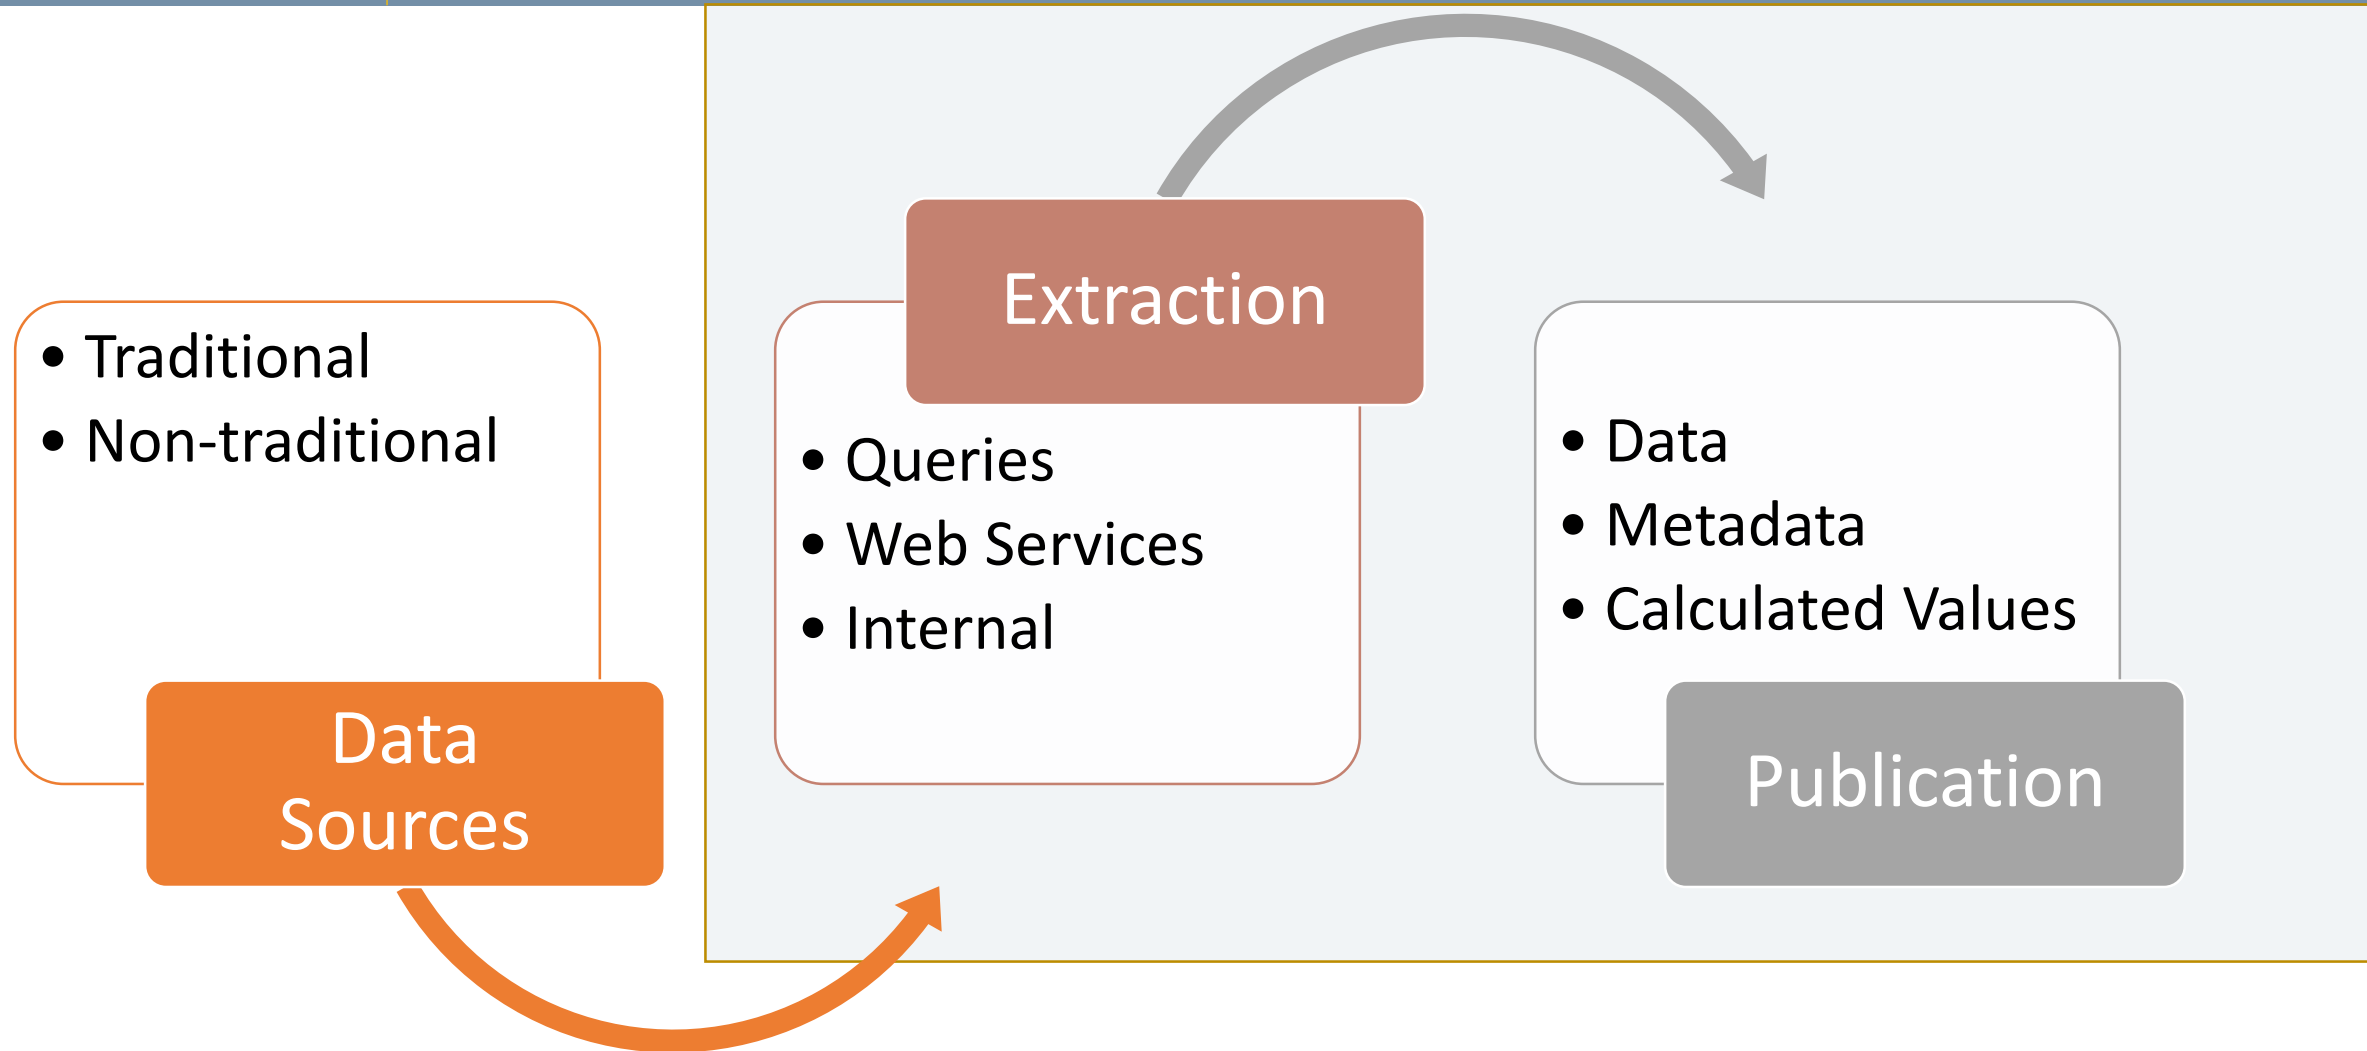 • Traditional
• Non-traditional
Data
Sources
Extraction
• Queries
• Web Services
• Internal
• Data
• Metadata
• Calculated Values
Publication